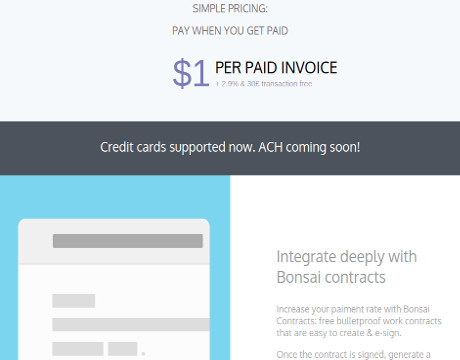 SIMPLE PRICING:
PAY WHEN YOU GET PAID
$1 PER PAID INVOICE
+ 2.9% & 30¢ transaction free
Credit cards supported now. ACH coming soon!
Integrate deeply with
Bonsai contracts
Increase your paiment rate with Bonsai
Contracts: free bulletproof work contracts
that are easy to create & e-sign.
Once the contract is signed, generate a